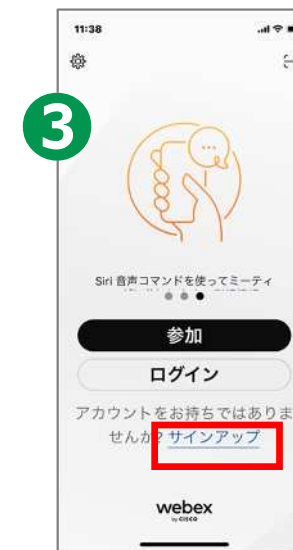 11:38
3
Siri 音声コマンドを使ってミーティ
参加
ログイン
アカウントをお持ちではありま
せんか? サインアップ
webex
by CISCO